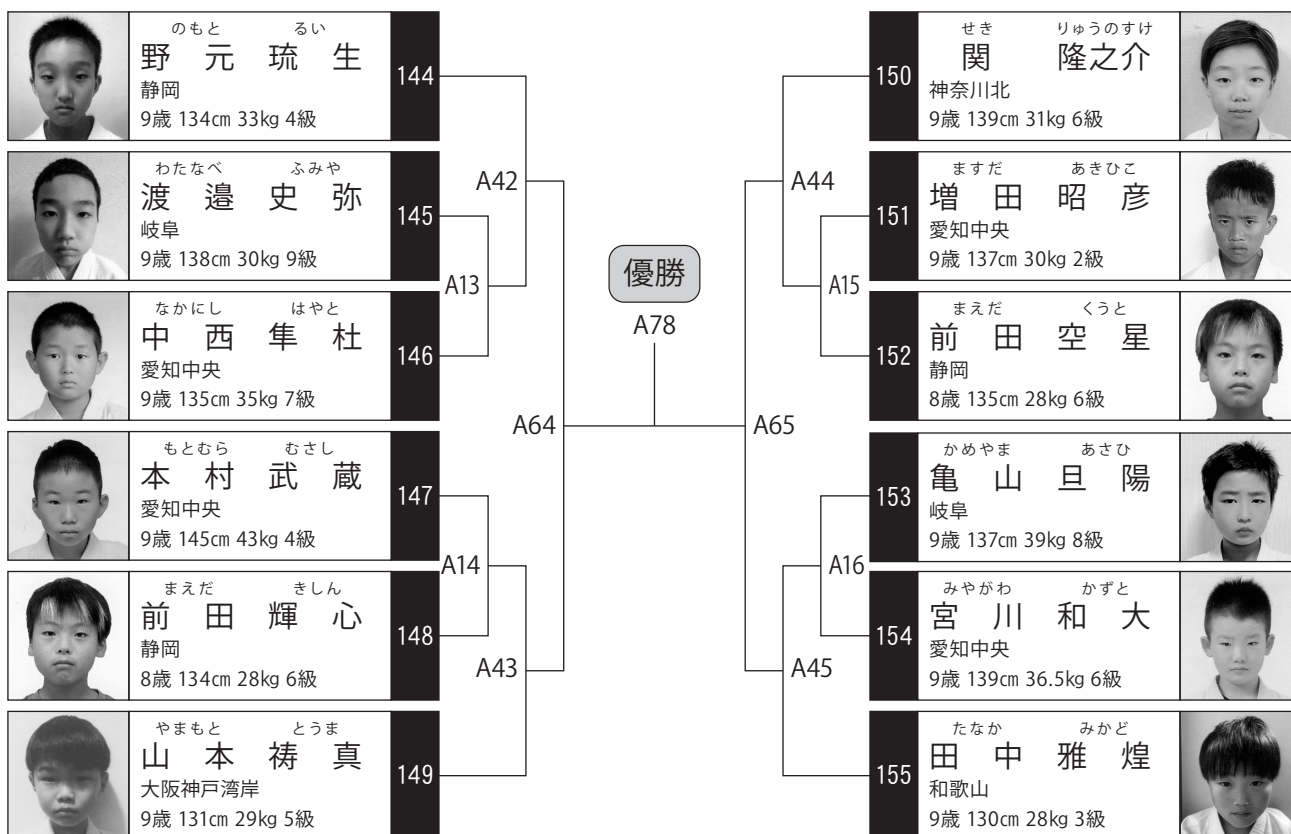 のもと るい
野元 琉生
静岡
9歳 134cm 33kg 4級
144
わたなべ ふみや
渡邉 史弥
岐阜
9歳 138cm 30kg 9級
145
なかにし はやと
中西 隼杜
愛知中央
9歳 135cm 35kg 7級
146
もとむら むさし
本村 武蔵
愛知中央
9歳 145cm 43kg 4級
147
まえだ きしん
前田 輝心
静岡
8歳 134cm 28kg 6級
148
やまもと とうま
山本 祷真
大阪神戸湾岸
9歳 131cm 29kg 5級
149
A42
A13
A64
A14
A43
優勝
A78
A44
A15
A65
A16
A45
150
せき りゅうのすけ
関 隆之介
神奈川北
9歳 139cm 31kg 6級
151
ますだ あきひこ
増田 昭彦
愛知中央
9歳 137cm 30kg 2級
152
まえだ くうと
前田 空星
静岡
8歳 135cm 28kg 6級
153
かめやま あさひ
亀山 旦陽
岐阜
9歳 137cm 39kg 8級
154
みやがわ かずと
宮川 和大
愛知中央
9歳 139cm 36.5kg 6級
155
たなか みかど
田中 雅煌
和歌山
9歳 130cm 28kg 3級